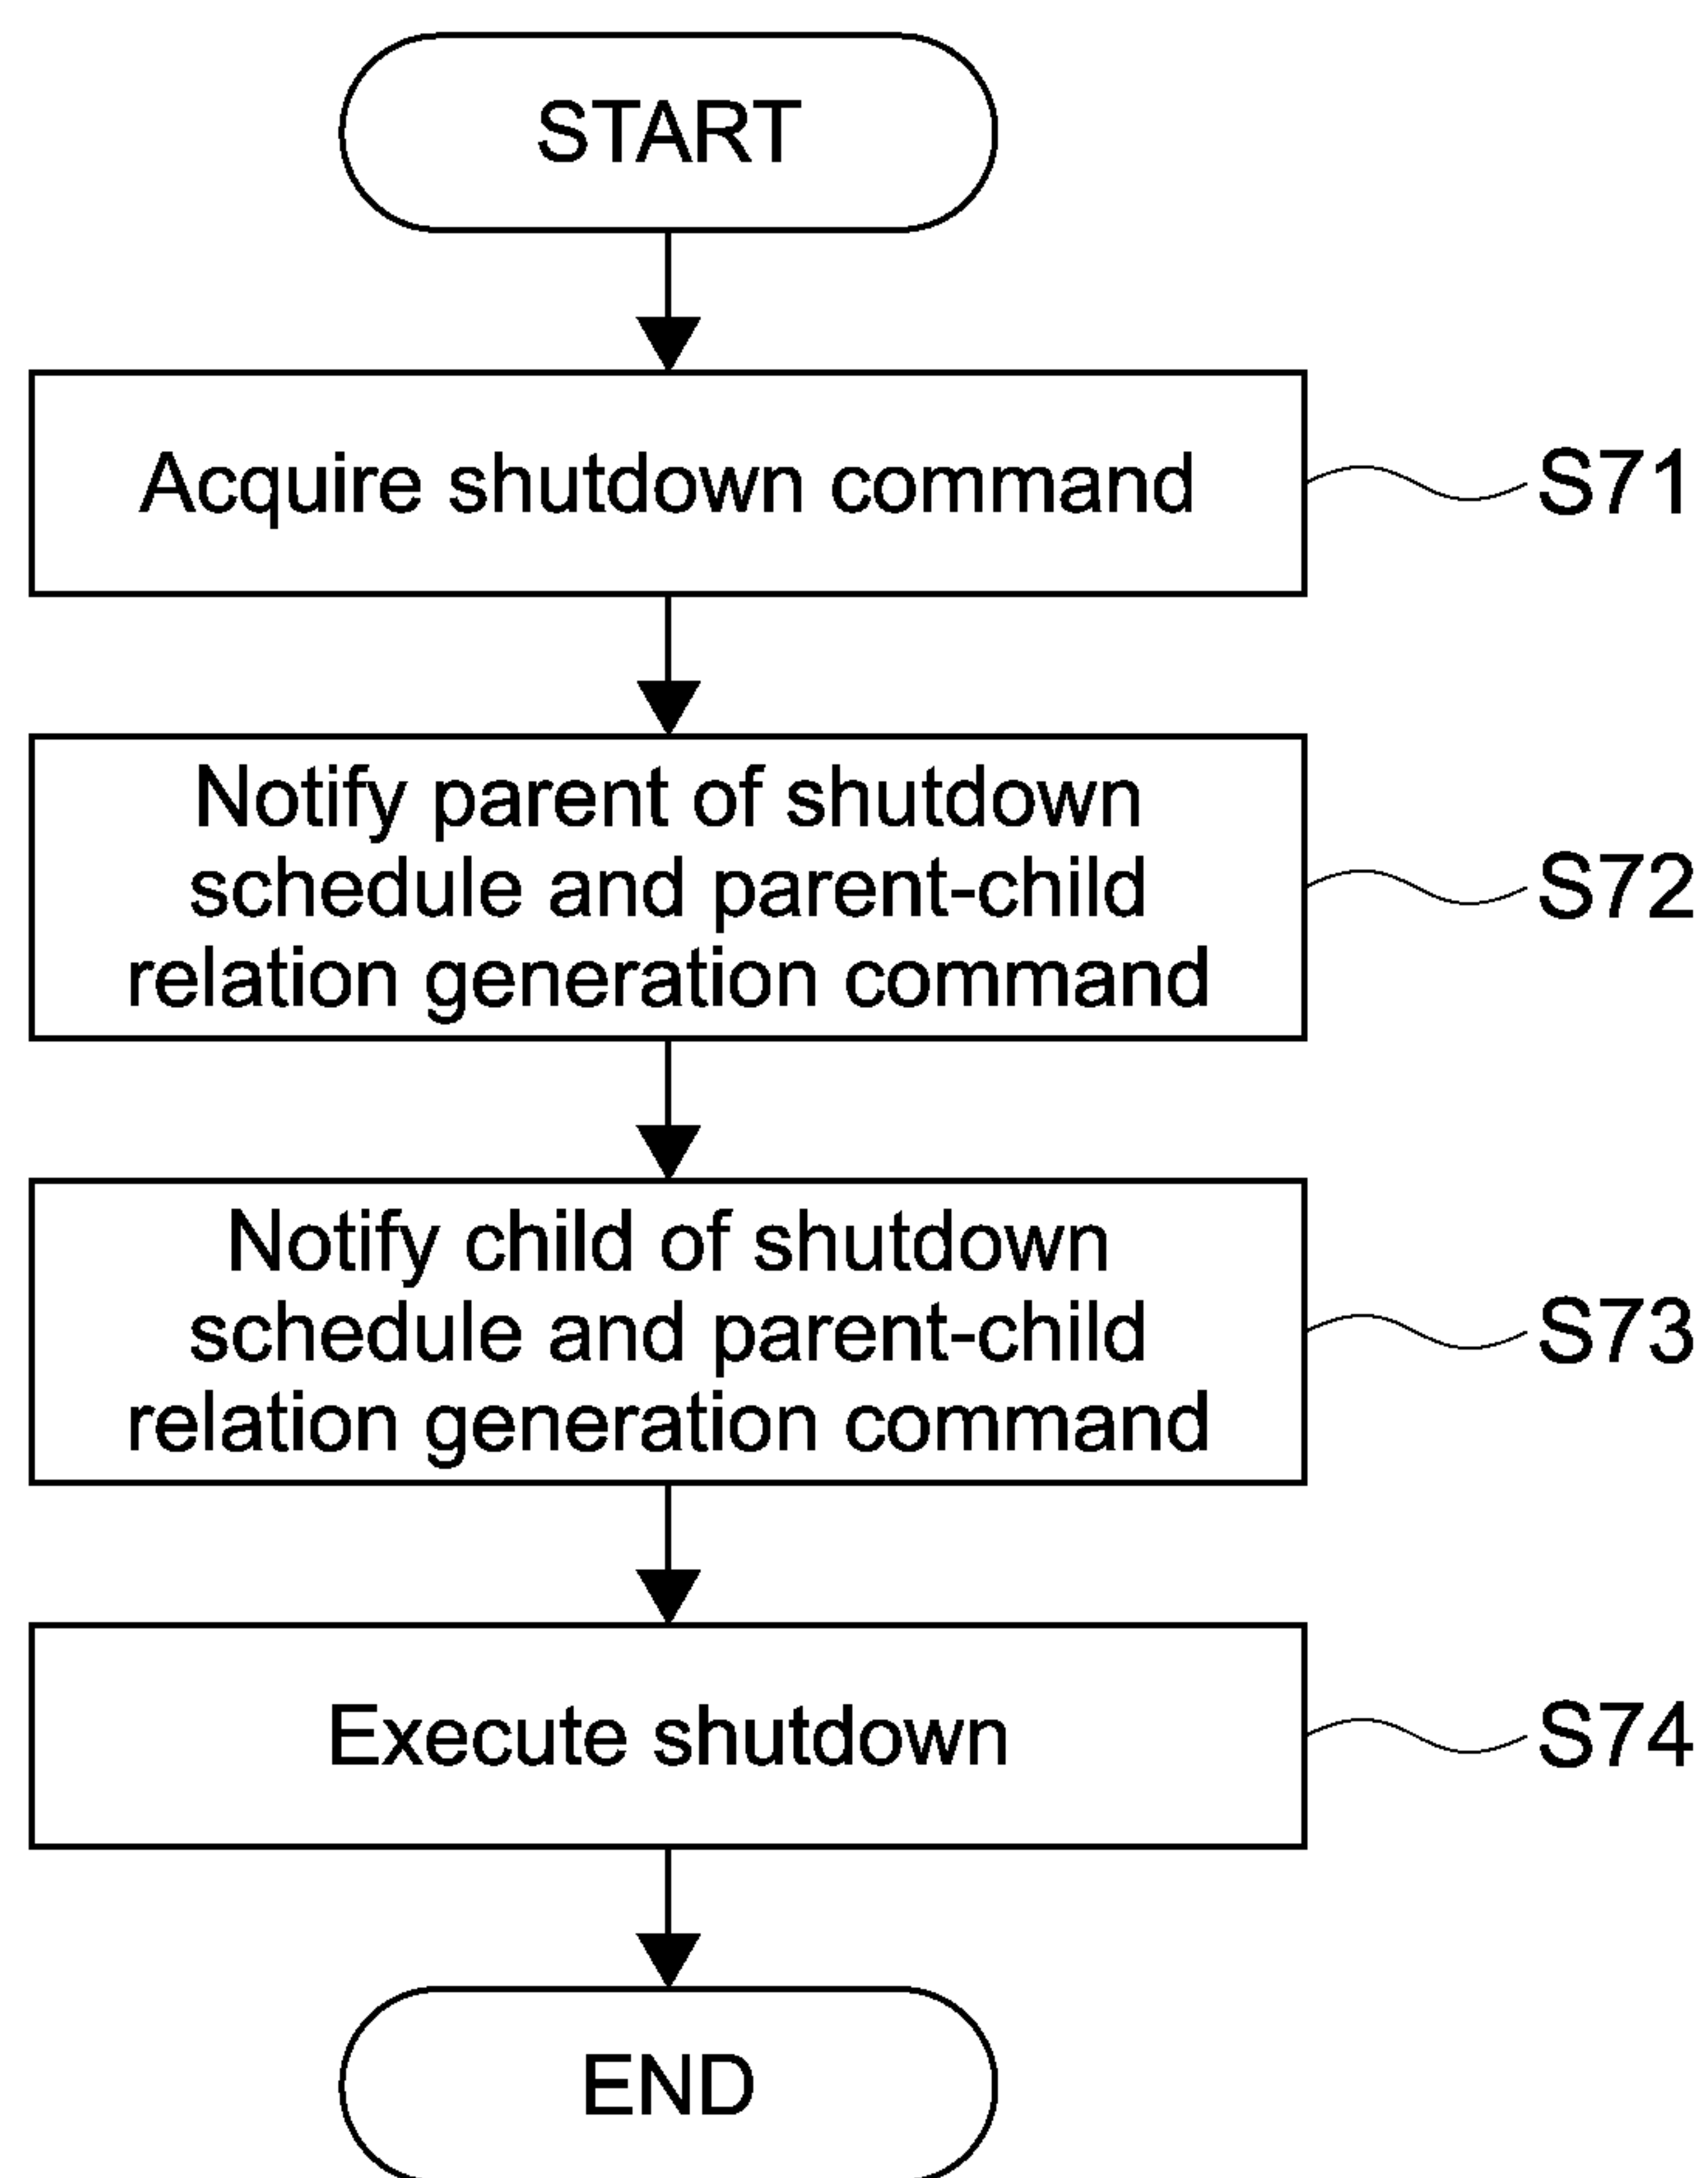 START
Acquire shutdown command
S71
Notify parent of shutdown
schedule and parent-child
relation generation command
S72
Notify child of shutdown
schedule and parent-child
relation generation command
S73
Execute shutdown
S74
END